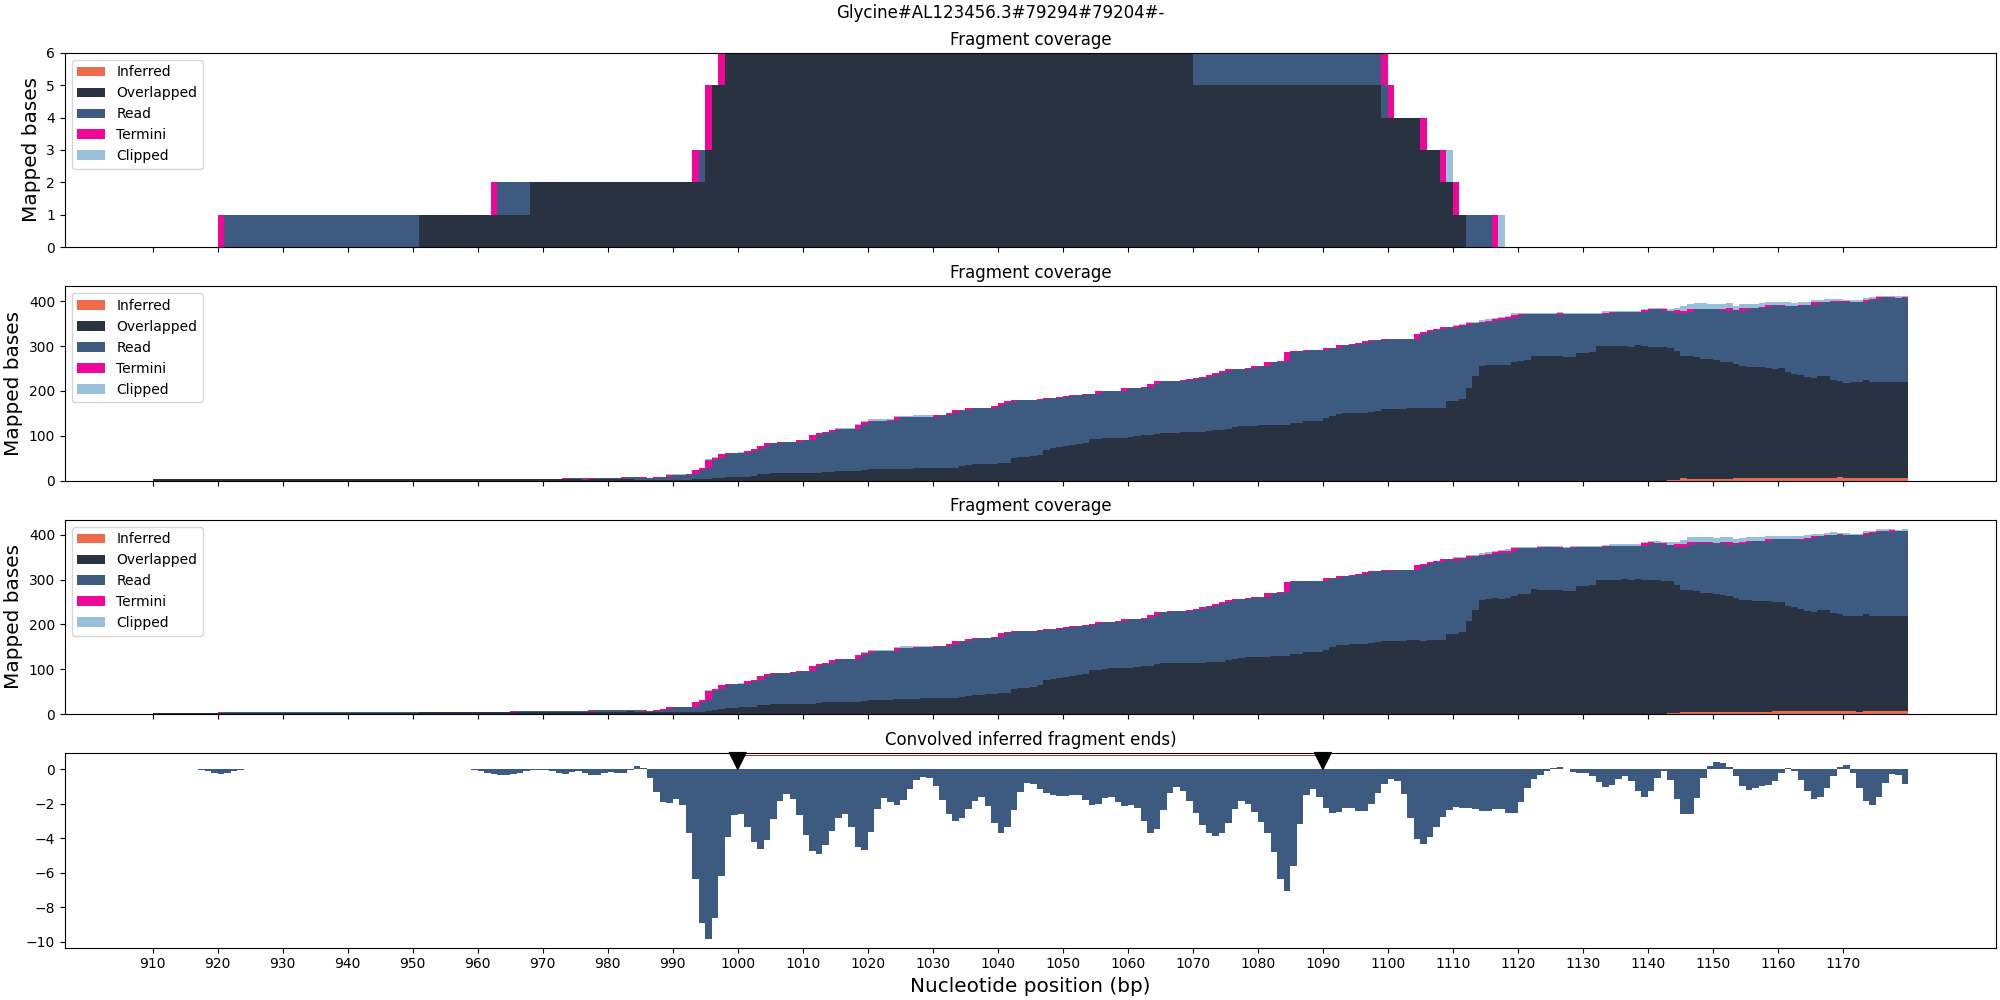 Glycine#AL123456.3#79294#79204#-
Fragment coverage
Mapped bases
6
5
4
3
2
1
0
Inferred
Overlapped
Read
Termini
Clipped
Fragment coverage
Mapped bases
400
300
200
100
0
Inferred
Overlapped
Read
Termini
Clipped
Fragment coverage
Mapped bases
400
300
200
100
0
Inferred
Overlapped
Read
Termini
Clipped
Convolved inferred fragment ends)
0
−2
−4
−6
−8
−10
910 920 930 940 950 960 970 980 990 1000 1010 1020 1030 1040 1050 1060 1070 1080 1090 1100 1110 1120 1130 1140 1150 1160 1170
Nucleotide position (bp)